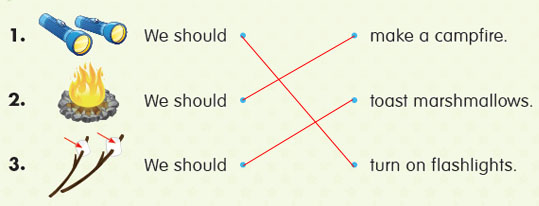 1. We should make a campfire.
2. We should toast marshmallows.
3. We should turn on flashlights.